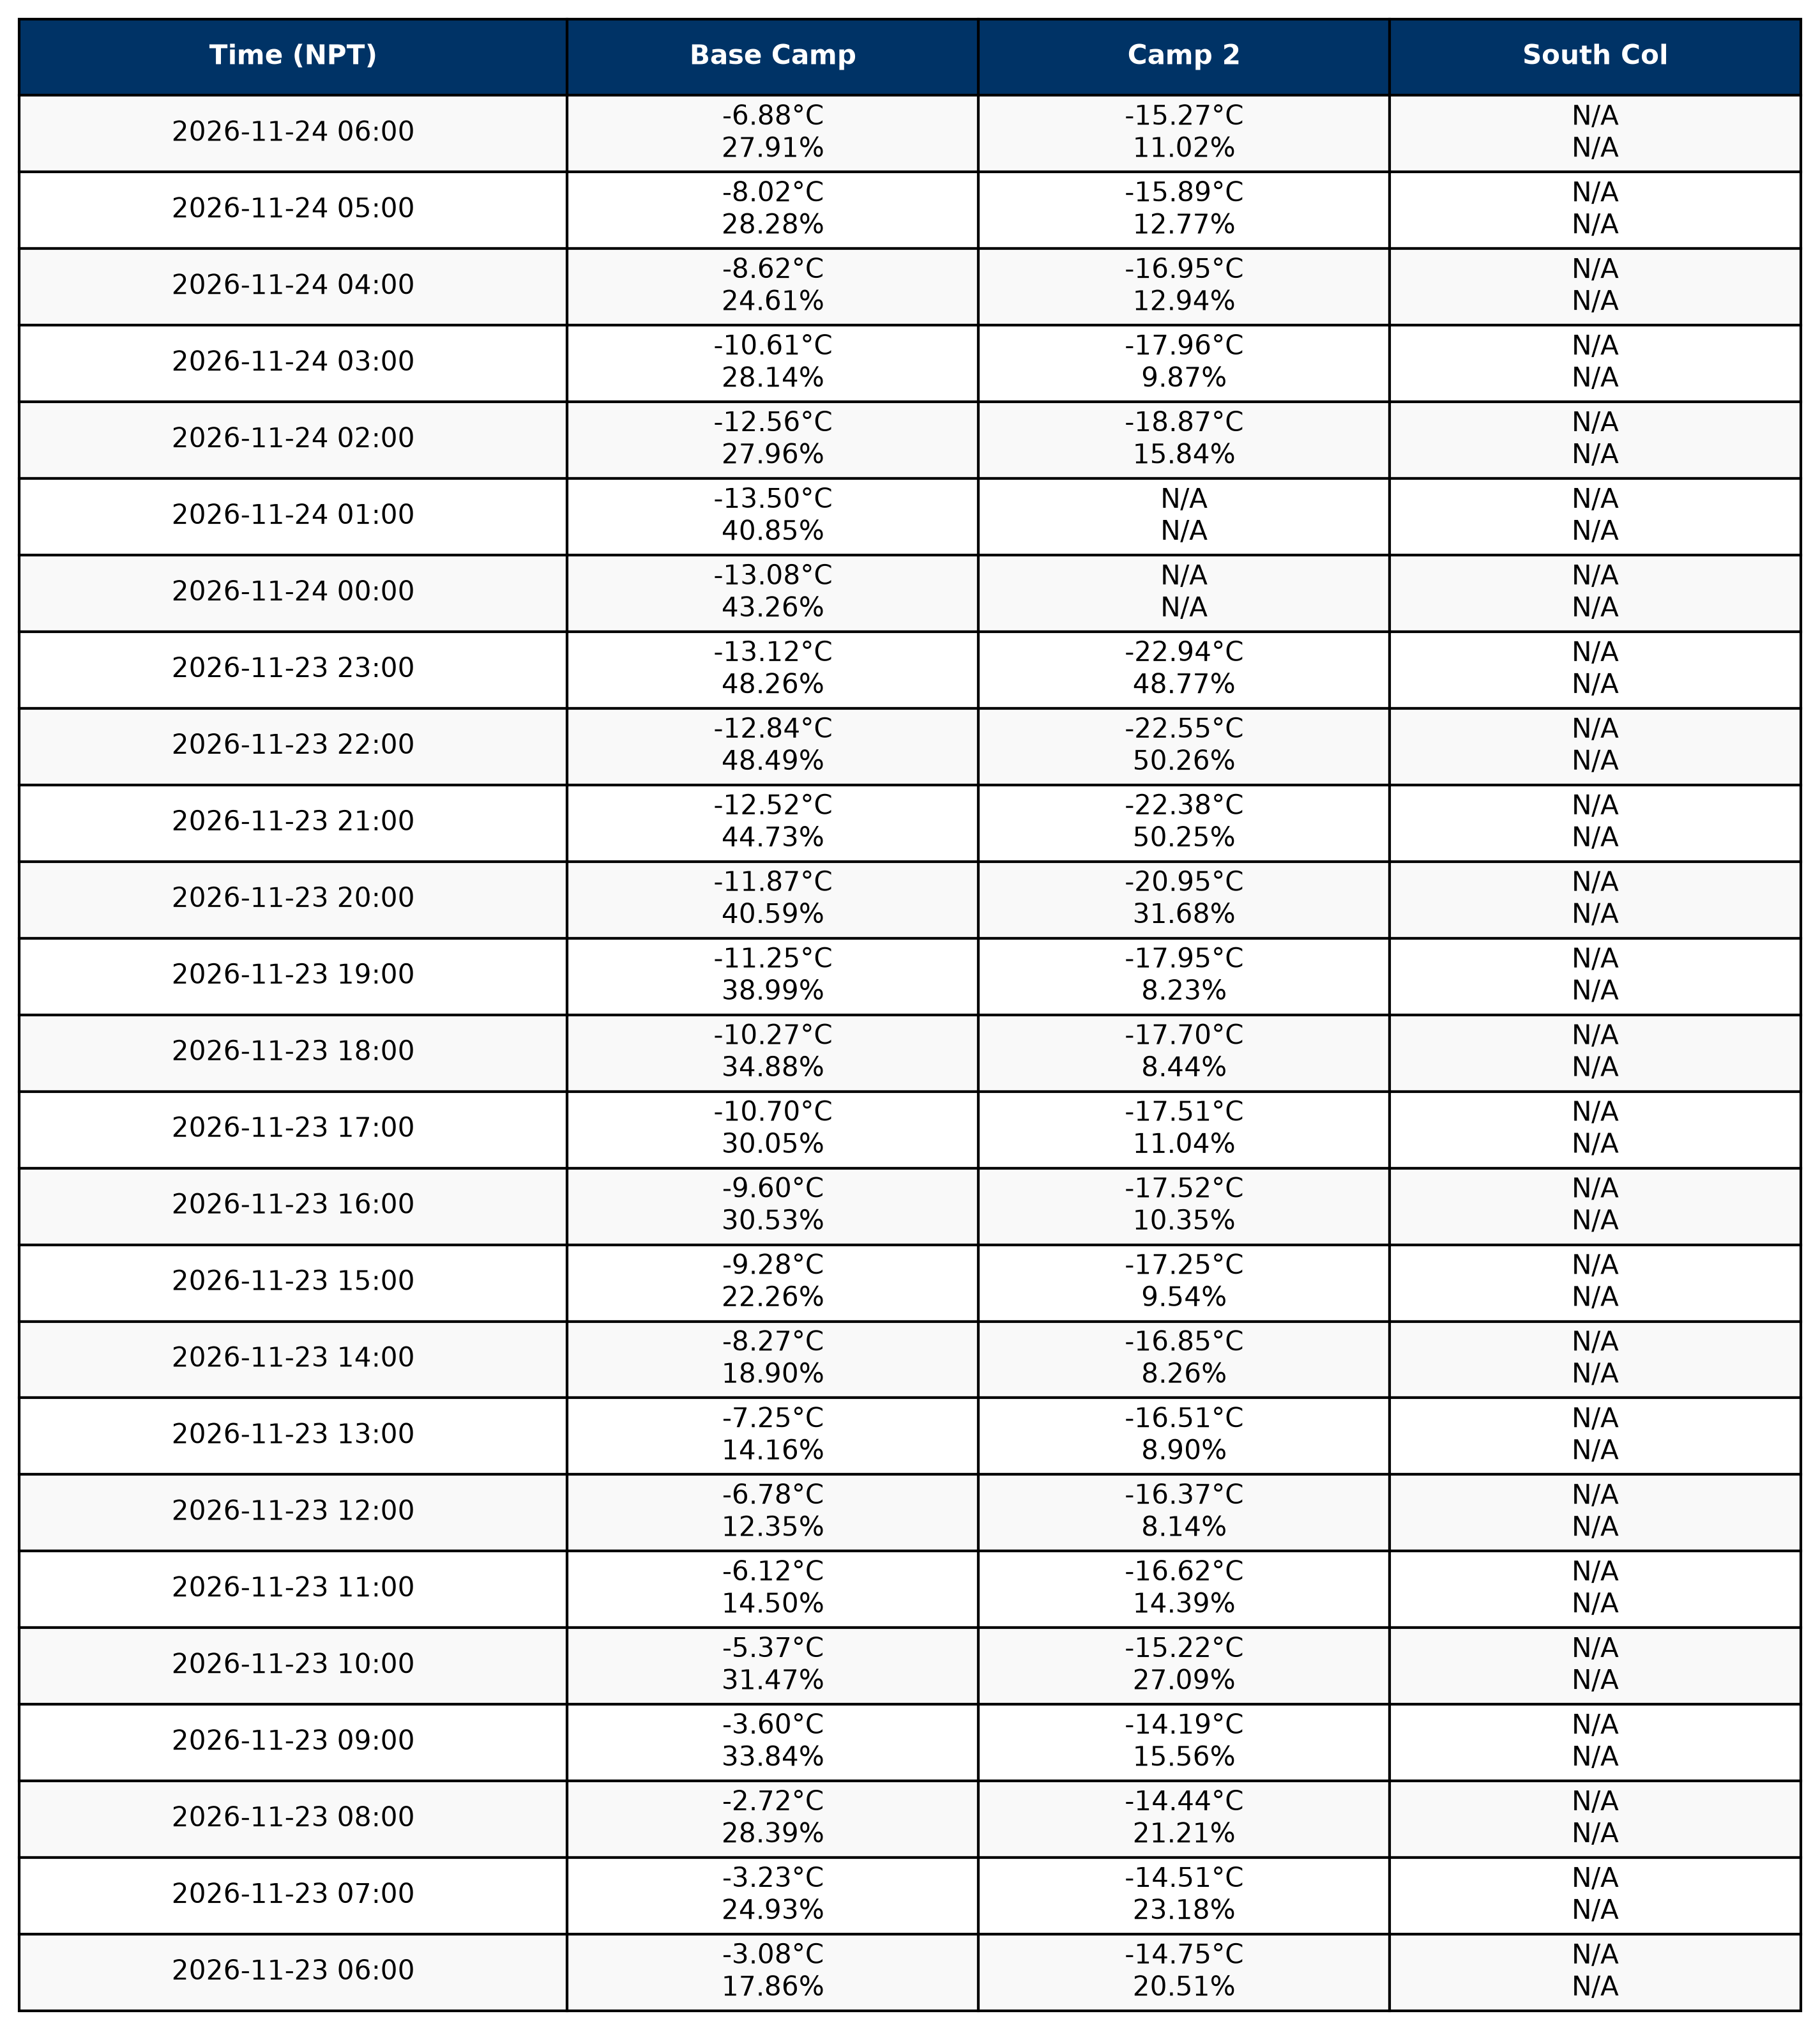 Time (NPT) Base Camp Camp 2 South Col
2026-11-24 06:00 -6.88°C -15.27°C N/A
27.91% 11.02% N/A
2026-11-24 05:00 -8.02°C -15.89°C N/A
28.28% 12.77% N/A
2026-11-24 04:00 -8.62°C -16.95°C N/A
24.61% 12.94% N/A
2026-11-24 03:00 -10.61°C -17.96°C N/A
28.14% 9.87% N/A
2026-11-24 02:00 -12.56°C -18.87°C N/A
27.96% 15.84% N/A
2026-11-24 01:00 -13.50°C N/A N/A
40.85% N/A N/A
2026-11-24 00:00 -13.08°C N/A N/A
43.26% N/A N/A
2026-11-23 23:00 -13.12°C -22.94°C N/A
48.26% 48.77% N/A
2026-11-23 22:00 -12.84°C -22.55°C N/A
48.49% 50.26% N/A
2026-11-23 21:00 -12.52°C -22.38°C N/A
44.73% 50.25% N/A
2026-11-23 20:00 -11.87°C -20.95°C N/A
40.59% 31.68% N/A
2026-11-23 19:00 -11.25°C -17.95°C N/A
38.99% 8.23% N/A
2026-11-23 18:00 -10.27°C -17.70°C N/A
34.88% 8.44% N/A
2026-11-23 17:00 -10.70°C -17.51°C N/A
30.05% 11.04% N/A
2026-11-23 16:00 -9.60°C -17.52°C N/A
30.53% 10.35% N/A
2026-11-23 15:00 -9.28°C -17.25°C N/A
22.26% 9.54% N/A
2026-11-23 14:00 -8.27°C -16.85°C N/A
18.90% 8.26% N/A
2026-11-23 13:00 -7.25°C -16.51°C N/A
14.16% 8.90% N/A
2026-11-23 12:00 -6.78°C -16.37°C N/A
12.35% 8.14% N/A
2026-11-23 11:00 -6.12°C -16.62°C N/A
14.50% 14.39% N/A
2026-11-23 10:00 -5.37°C -15.22°C N/A
31.47% 27.09% N/A
2026-11-23 09:00 -3.60°C -14.19°C N/A
33.84% 15.56% N/A
2026-11-23 08:00 -2.72°C -14.44°C N/A
28.39% 21.21% N/A
2026-11-23 07:00 -3.23°C -14.51°C N/A
24.93% 23.18% N/A
2026-11-23 06:00 -3.08°C -14.75°C N/A
17.86% 20.51% N/A